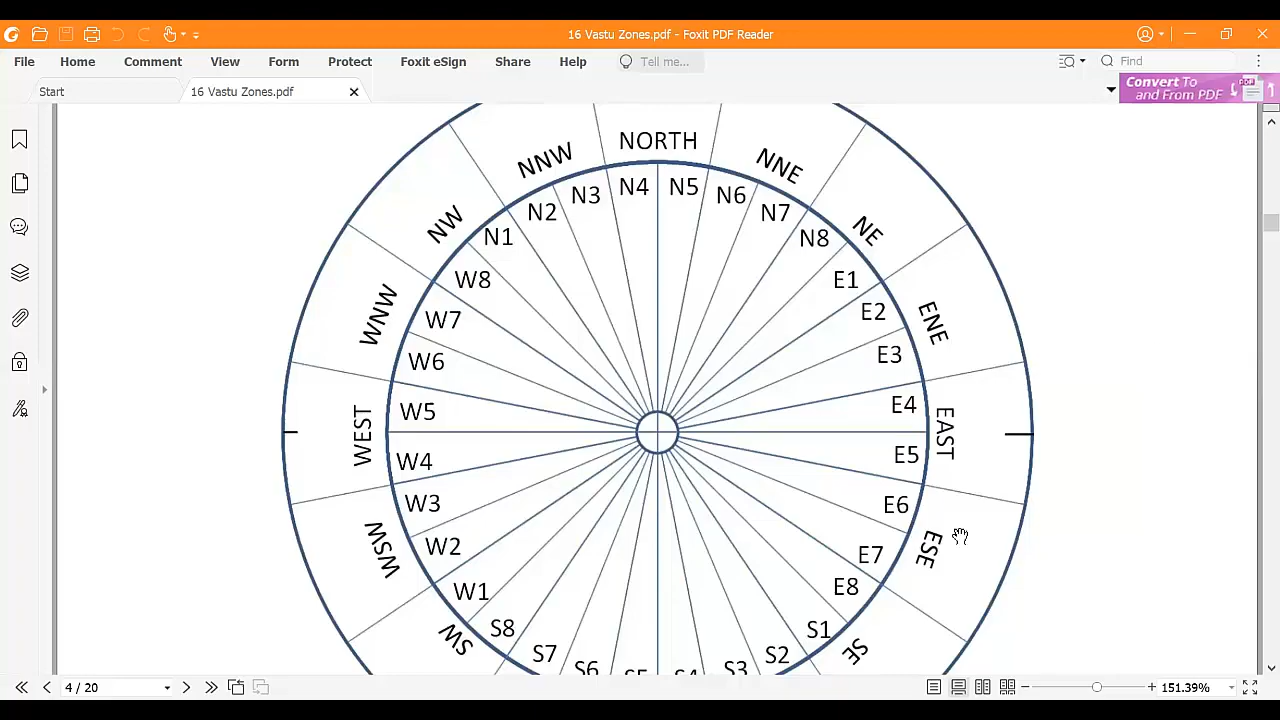 16 Vastu Zones.pdf - Foxit PDF Reader
File Home Comment View Form Protect Foxit eSign Share Help Tell me... Find
Start 16 Vastu Zones.pdf
Convert To
and From PDF
PDF
NORTH
NNW NNE
N4 N5
N3 N6
N2 N7
NW NE
N1 N8
W8 E1
WNW ENE
W7 E2
W6 E3
WEST EAST
W5 E4
W4 E5
W3 E6
WSW ESE
W2 E7
W1 E8
SW SE
S8 S1
S7 S2
S6 S3
S5 S4
4 / 20
151.39%